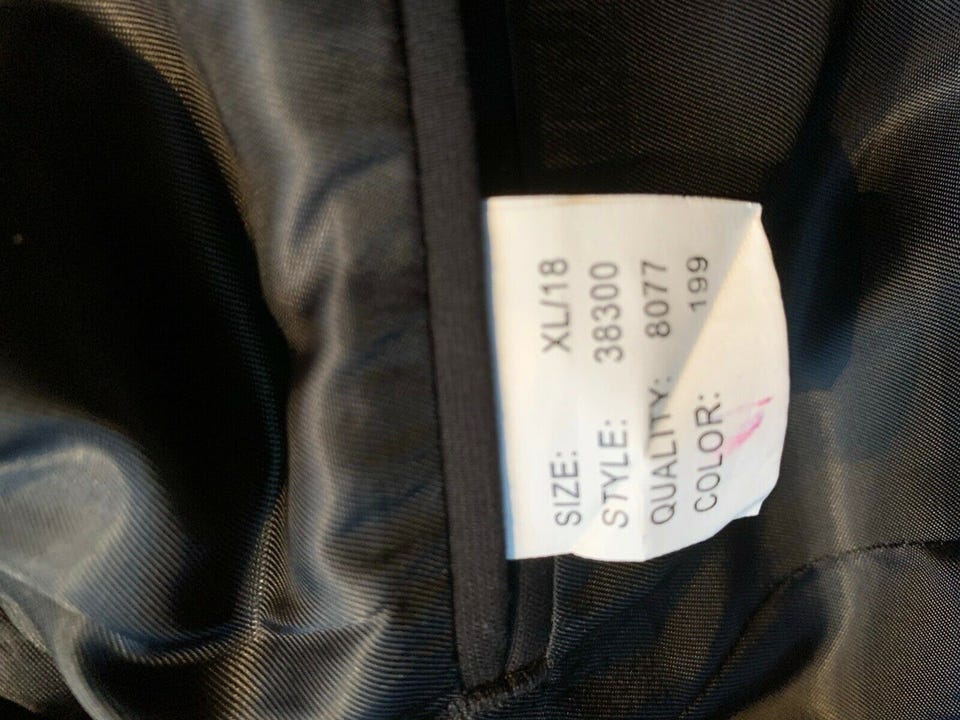 SIZE: XL/18
STYLE: 38300
QUALITY: 8077
COLOR: 199